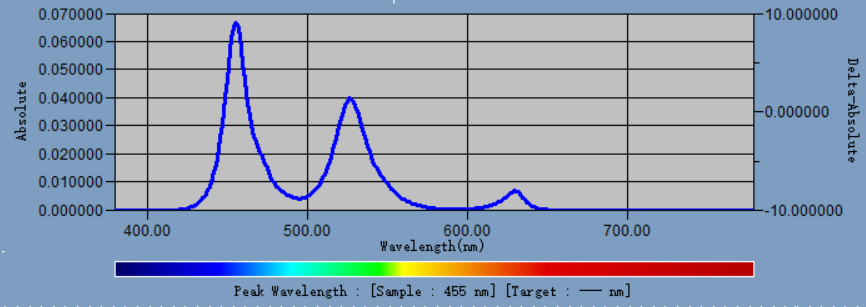 0.070000
0.060000
0.050000
0.040000
0.030000
0.020000
0.010000
0.000000
Absolute
10.000000
0.000000
-10.000000
Delta-Absolute
400.00 500.00 600.00 700.00
Wavelength(nm)
Peak Wavelength : [Sample : 455 nm] [Target : —— nm]